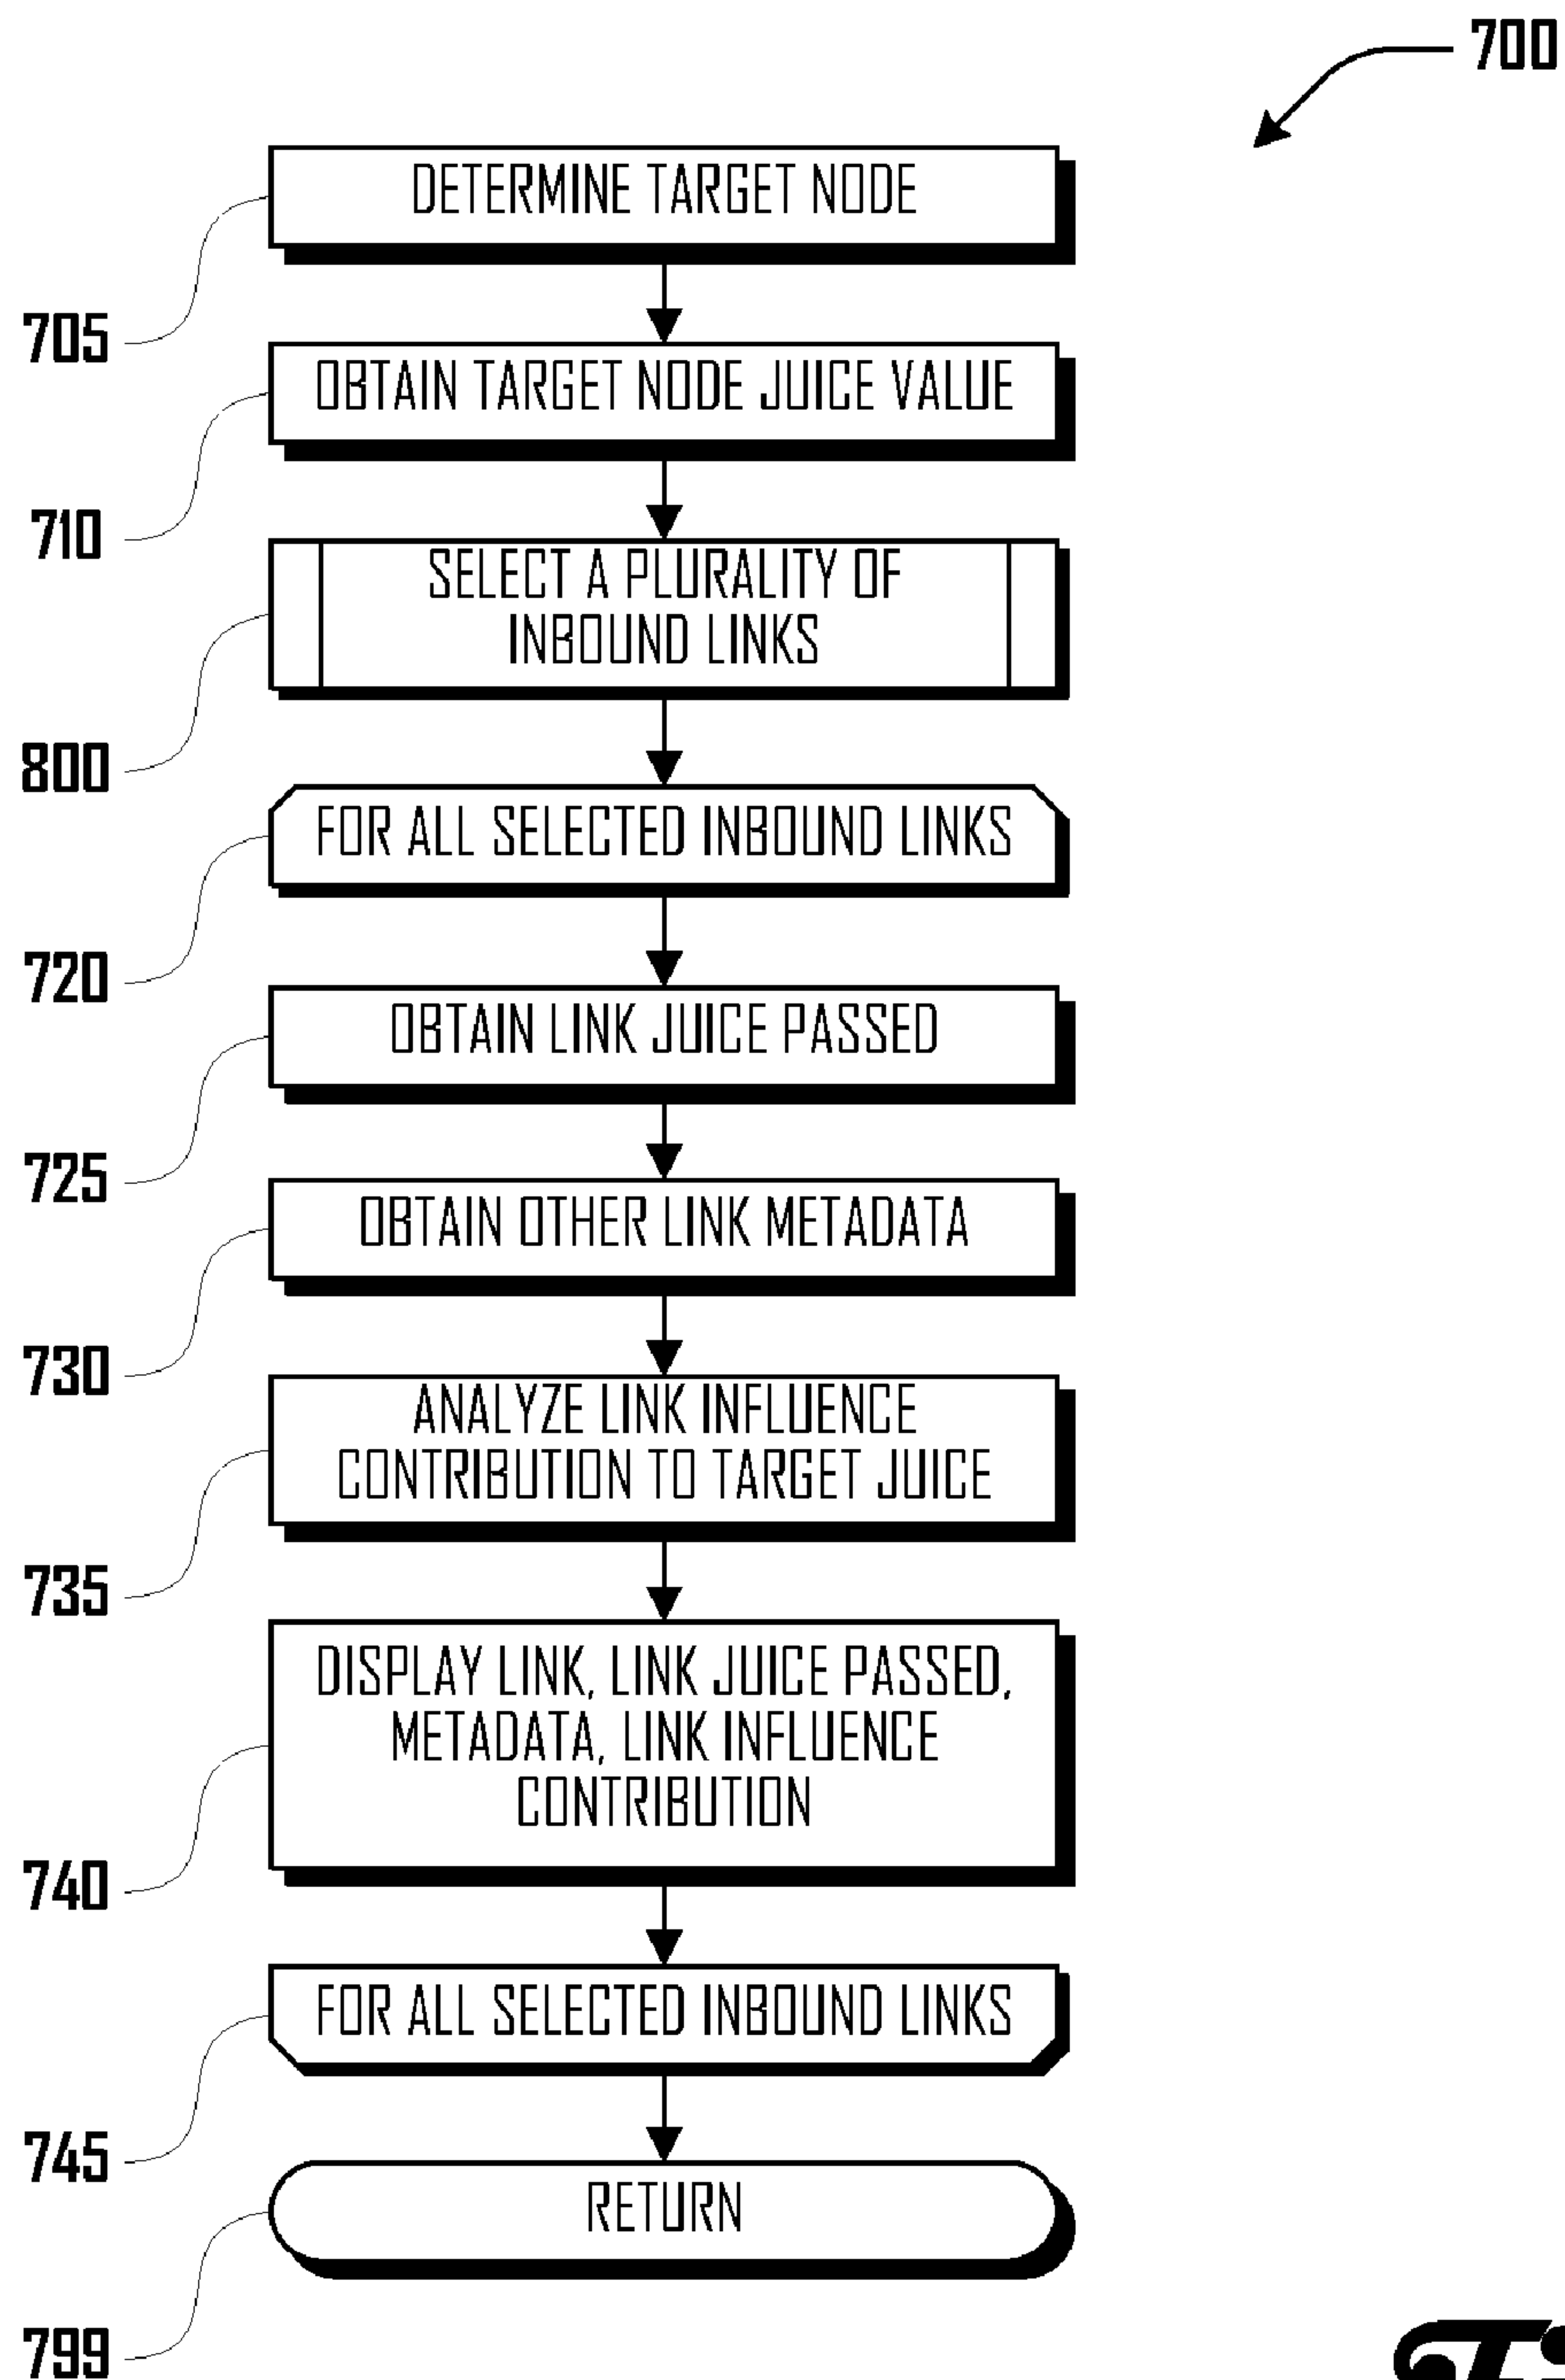 700
DETERMINE TARGET NODE
705
OBTAIN TARGET NODE JUICE VALUE
710
SELECT A PLURALITY OF
INBOUND LINKS
800
FOR ALL SELECTED INBOUND LINKS
720
OBTAIN LINK JUICE PASSED
725
OBTAIN OTHER LINK METADATA
730
ANALYZE LINK INFLUENCE
CONTRIBUTION TO TARGET JUICE
735
DISPLAY LINK, LINK JUICE PASSED,
METADATA, LINK INFLUENCE
CONTRIBUTION
740
FOR ALL SELECTED INBOUND LINKS
745
RETURN
799